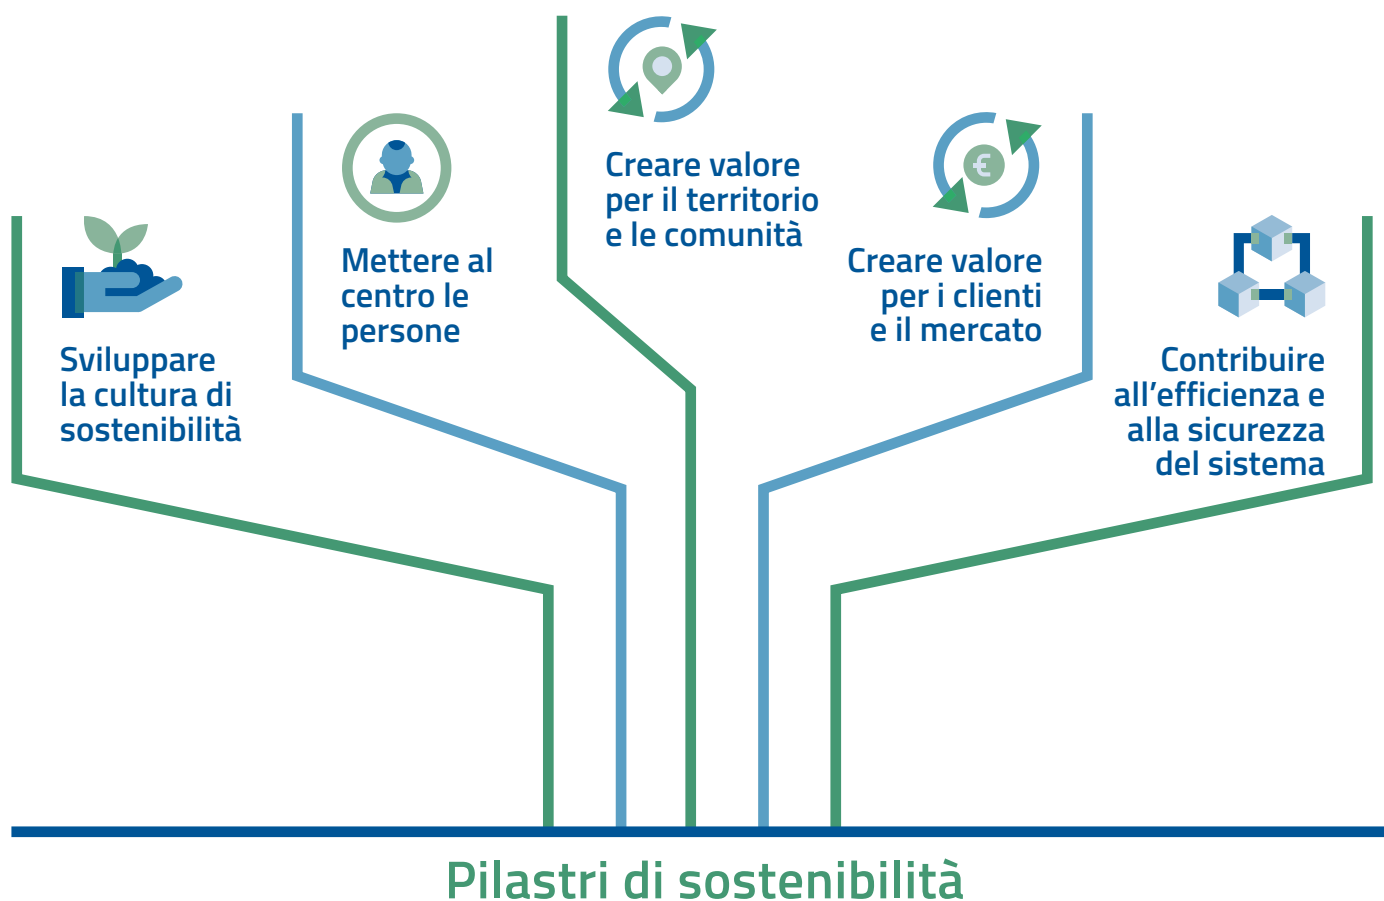 Sviluppare
la cultura di
sostenibilità
Mettere al
centro le
persone
Creare valore
per il territorio
e le comunità
Creare valore
per i clienti
e il mercato
Contribuire
all’efficienza e
alla sicurezza
del sistema
Pilastri di sostenibilità